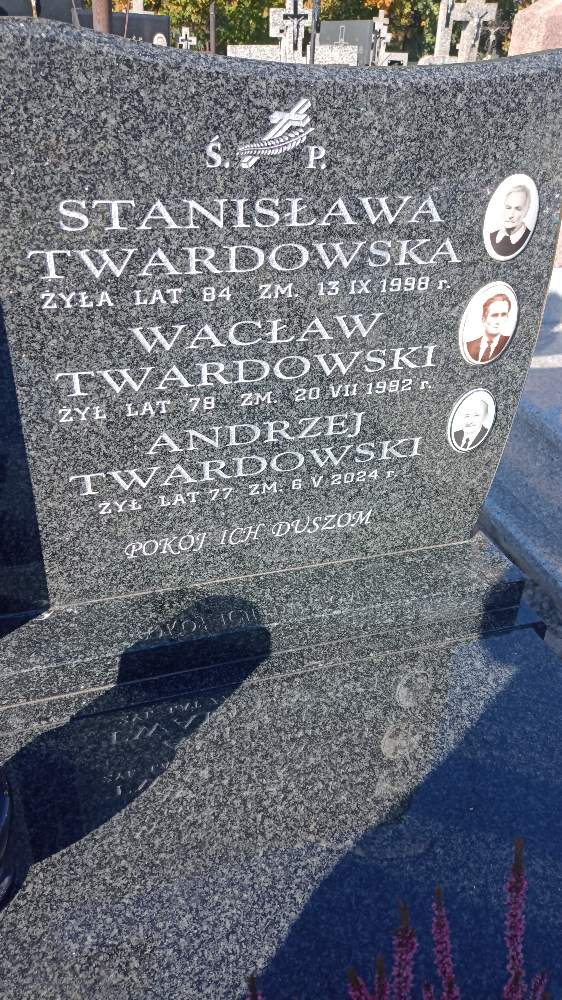 Ś. P.
STANISŁAWA
TWARDOWSKA
ŻYŁA LAT 84 ZM. 13 IX 1998 r.
WACŁAW
TWARDOWSKI
ŻYŁ LAT 78 ZM. 20 VII 1992 r.
ANDRZEJ
TWARDOWSKI
ŻYŁ LAT 77 ZM. 6 V 2024 r.
POKÓJ ICH DUSZOM